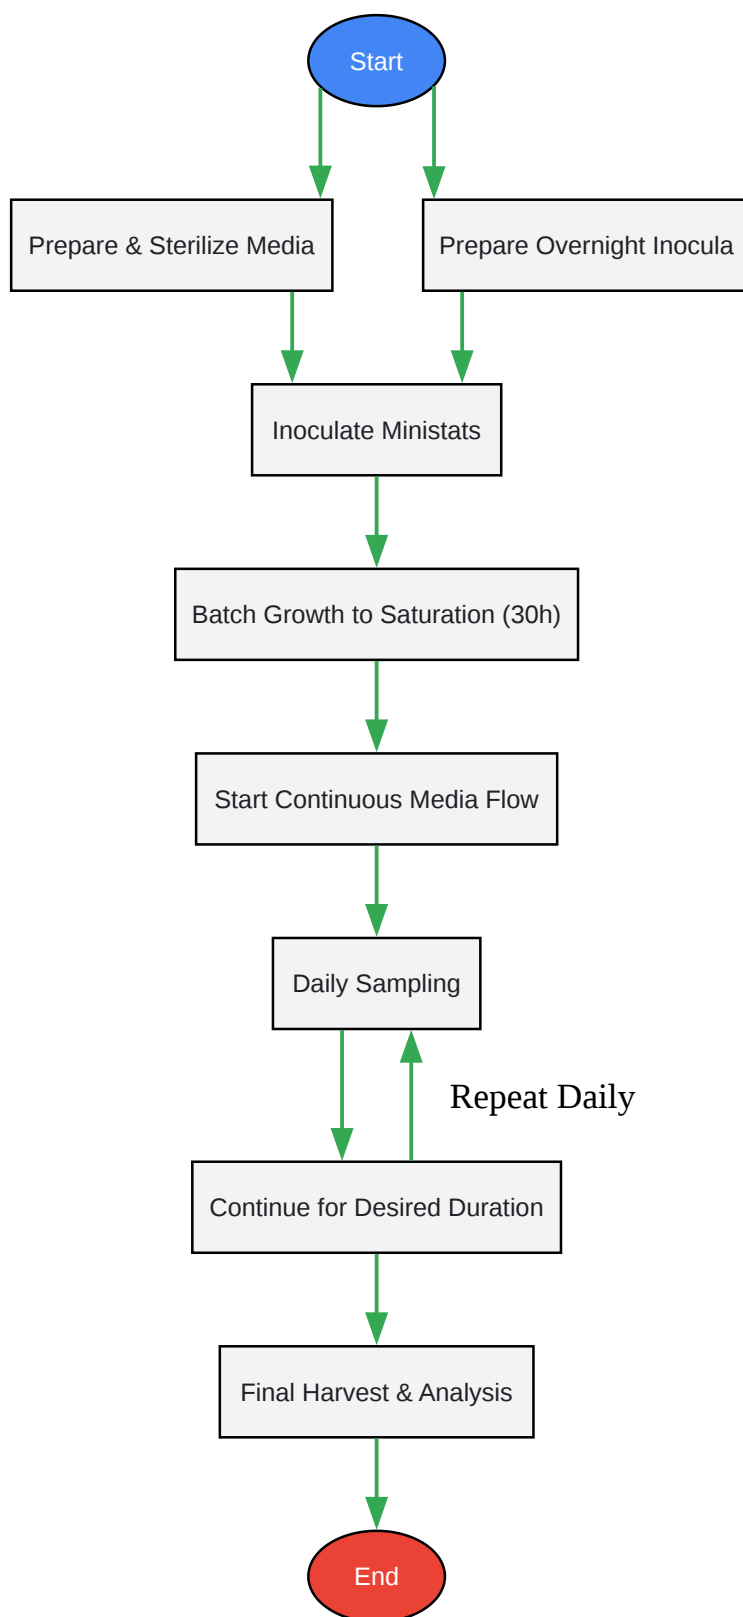 Start
Prepare & Sterilize Media
Prepare Overnight Inocula
Inoculate Ministats
Batch Growth to Saturation (30h)
Start Continuous Media Flow
Daily Sampling
Repeat Daily
Continue for Desired Duration
Final Harvest & Analysis
End